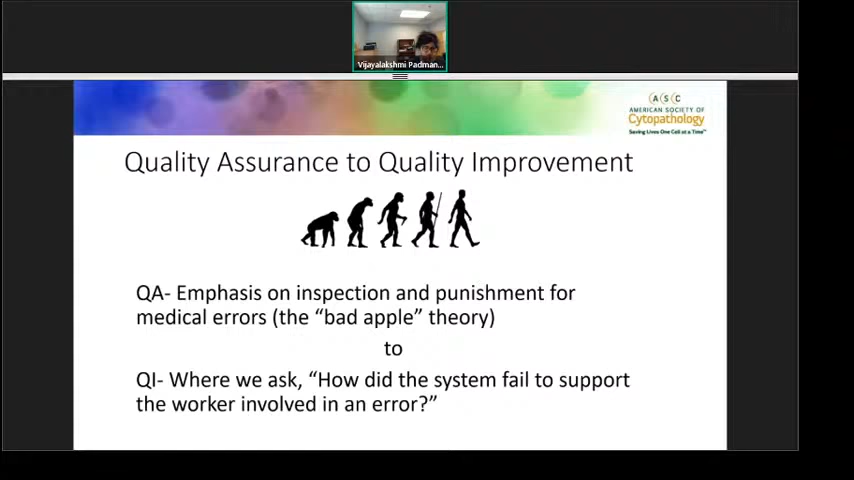 Vijayalakshmi Padman...
ASC
AMERICAN SOCIETY OF
Cytopathology
Saving Lives One Cell at a Time™
Quality Assurance to Quality Improvement
QA- Emphasis on inspection and punishment for
medical errors (the “bad apple” theory)
to
QI- Where we ask, “How did the system fail to support
the worker involved in an error?”